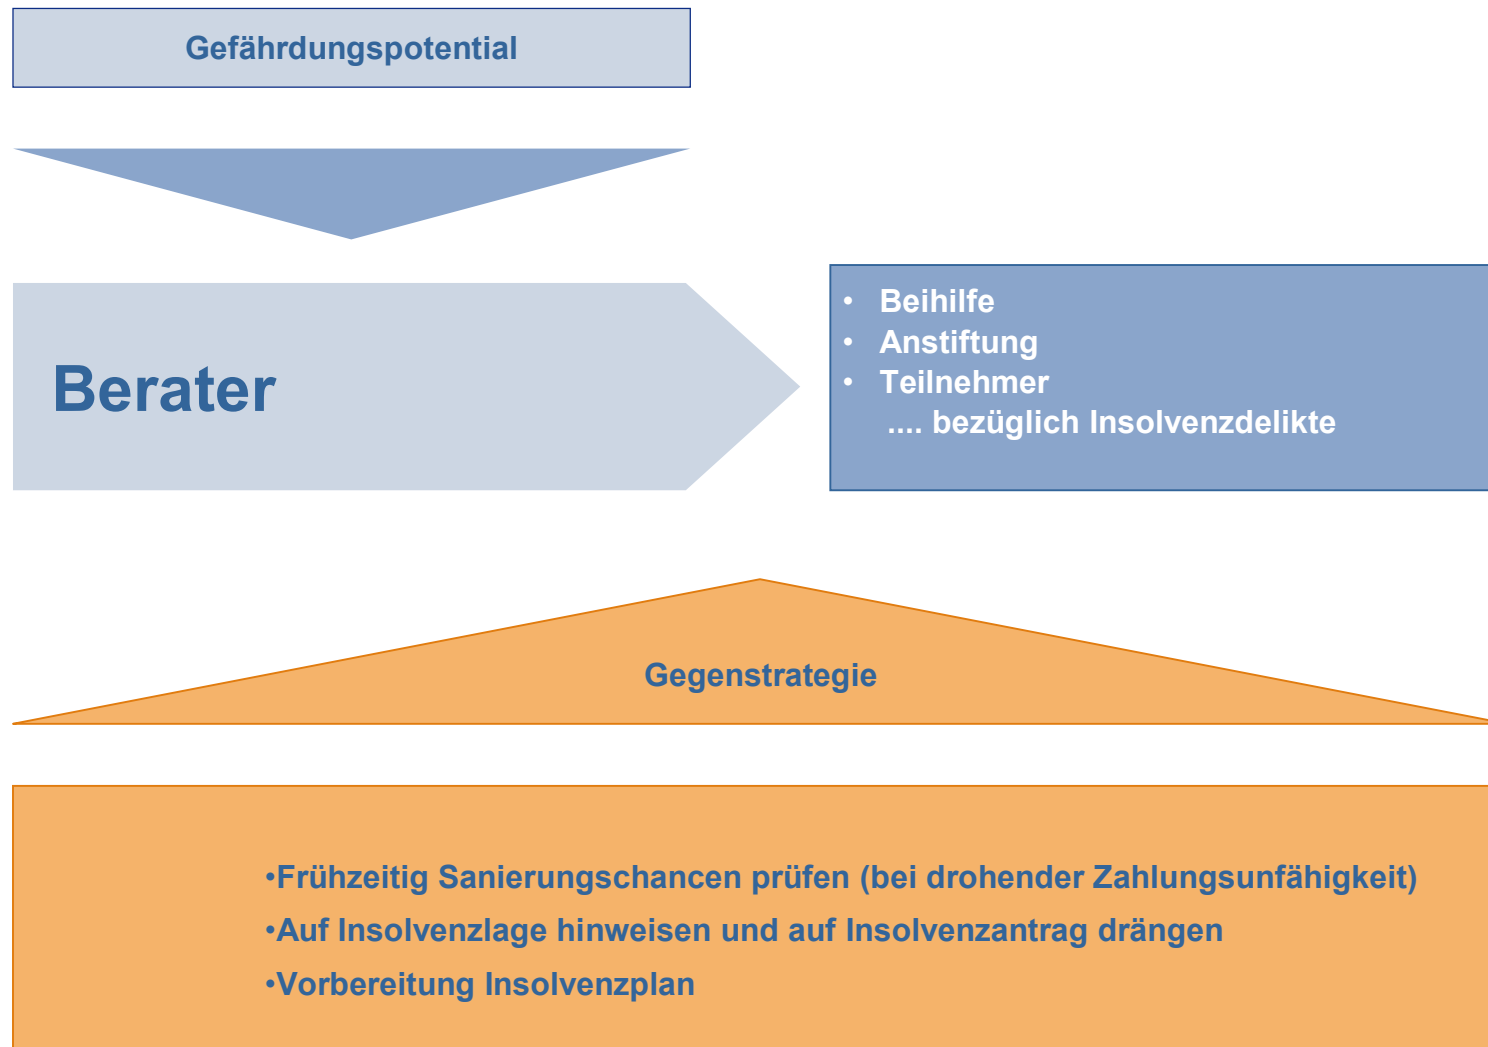 Gefährdungspotential
Berater
• Beihilfe
• Anstiftung
• Teilnehmer
.... bezüglich Insolvenzdelikte
Gegenstrategie
•Frühzeitig Sanierungschancen prüfen (bei drohender Zahlungsunfähigkeit)
•Auf Insolvenzlage hinweisen und auf Insolvenzantrag drängen
•Vorbereitung Insolvenzplan